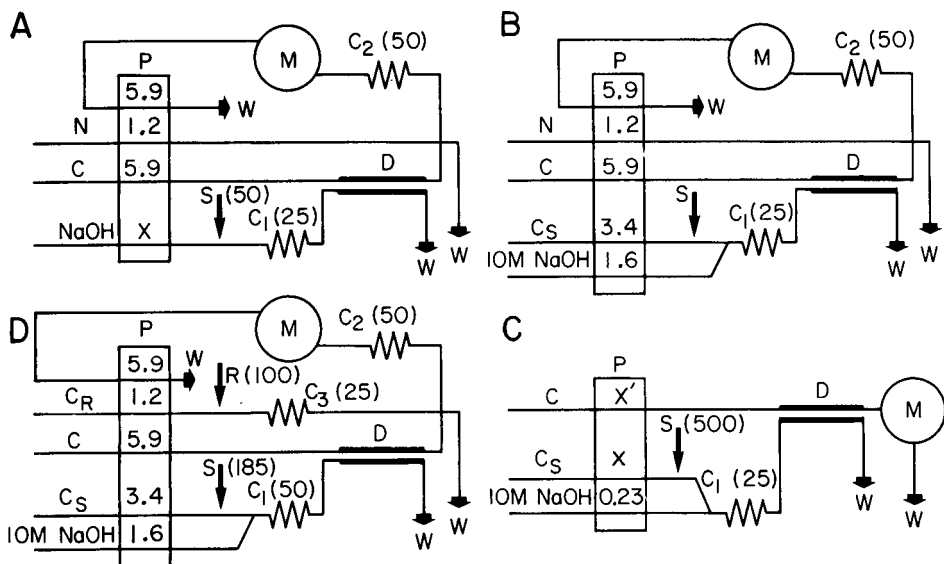 A
P
M
C2 (50)
5.9
W
N
1.2
C
5.9
D
S (50)
C1 (25)
NaOH
X
W
W
B
P
M
C2 (50)
5.9
W
N
1.2
C
5.9
D
S
C1 (25)
CS
3.4
10M NaOH
1.6
W
W
D
P
M
C2 (50)
5.9
W
R (100)
CR
1.2
C3 (25)
C
5.9
D
S (185)
C1 (50)
CS
3.4
10M NaOH
1.6
W
W
C
P
C
X'
D
M
S (500)
CS
X
C1 (25)
10M NaOH
0.23
W
W